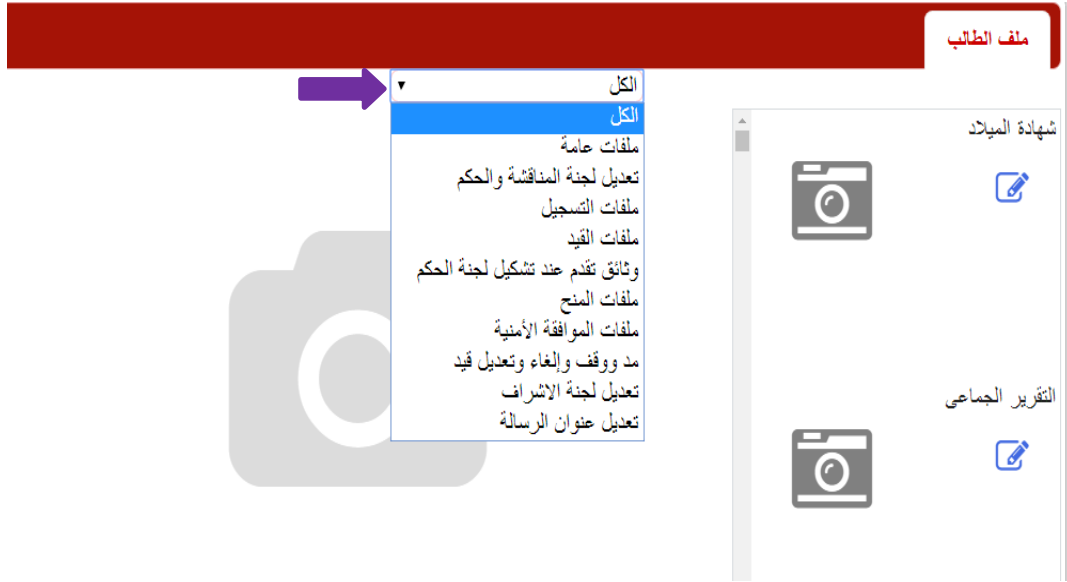 ملف الطالب
الكل
الكل
ملفات عامة
تعديل لجنة المناقشة والحكم
ملفات التسجيل
ملفات القيد
وثائق تقدم عند تشكيل لجنة الحكم
ملفات المنح
ملفات الموافقة الأمنية
مد ووقف وإلغاء وتعديل قيد
تعديل لجنة الاشراف
تعديل عنوان الرسالة
شهادة الميلاد
التقرير الجماعى